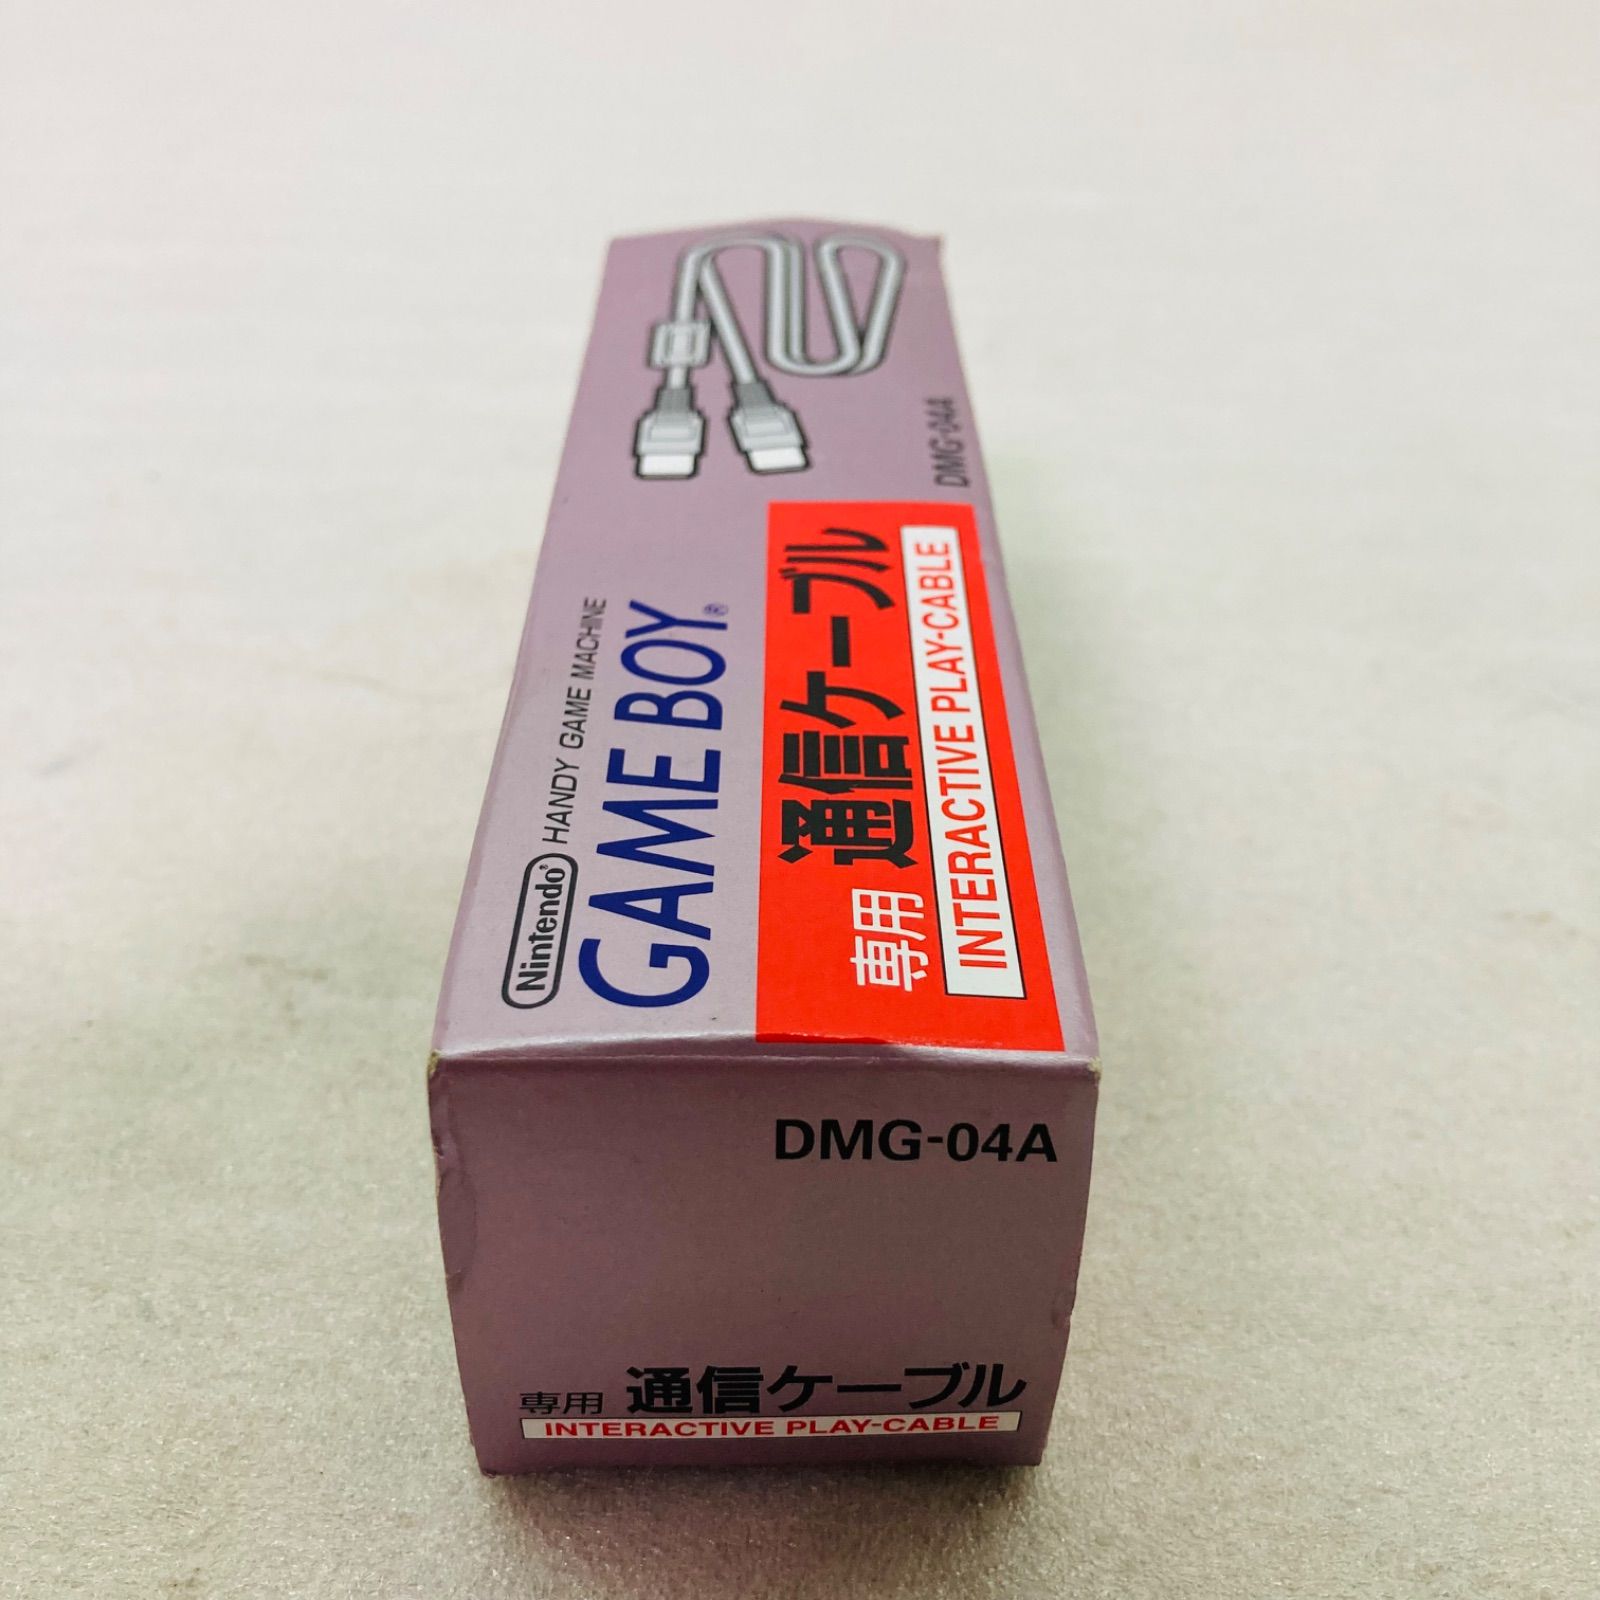 Nintendo® HANDY GAME MACHINE
GAME BOY®
専用 通信ケーブル
INTERACTIVE PLAY-CABLE
DMG-04A
DMG-04A
専用 通信ケーブル
INTERACTIVE PLAY-CABLE